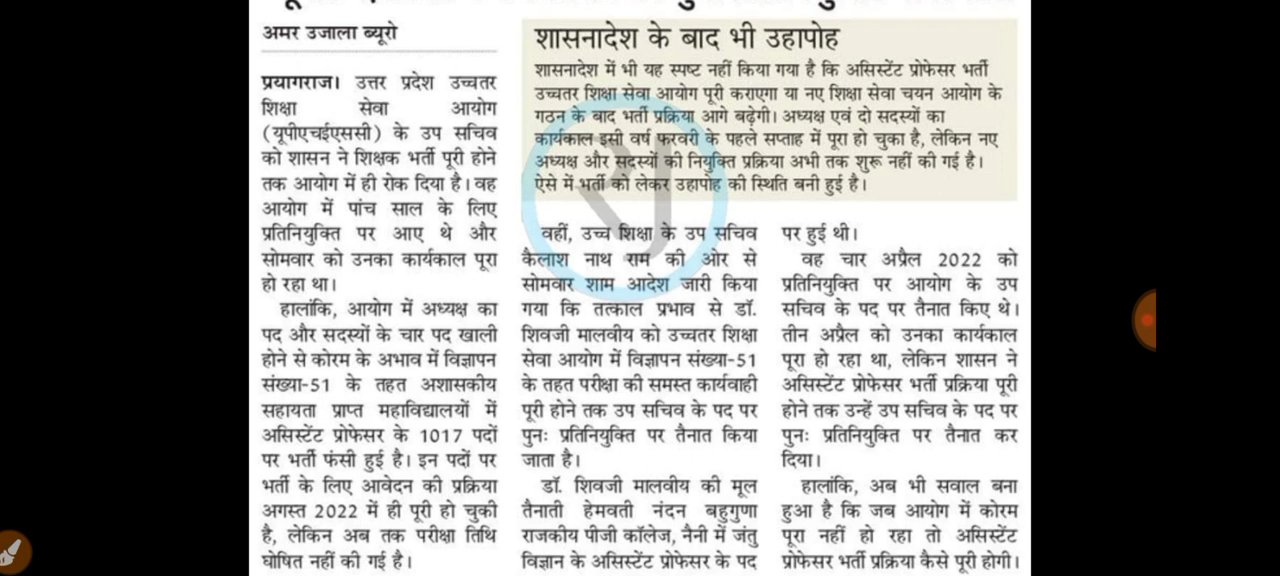 अमर उजाला ब्यूरो
प्रयागराज। उत्तर प्रदेश उच्चतर
शिक्षा सेवा आयोग
(यूपीएचईएससी) के उप सचिव
को शासन ने शिक्षक भर्ती पूरी होने
तक आयोग में ही रोक दिया है। वह
आयोग में पांच साल के लिए
प्रतिनियुक्ति पर आए थे और
सोमवार को उनका कार्यकाल पूरा
हो रहा था।
हालांकि, आयोग में अध्यक्ष का
पद और सदस्यों के चार पद खाली
होने से कोरम के अभाव में विज्ञापन
संख्या-51 के तहत अशासकीय
सहायता प्राप्त महाविद्यालयों में
असिस्टेंट प्रोफेसर के 1017 पदों
पर भर्ती फंसी हुई है। इन पदों पर
भर्ती के लिए आवेदन की प्रक्रिया
अगस्त 2022 में ही पूरी हो चुकी
है, लेकिन अब तक परीक्षा तिथि
घोषित नहीं की गई है।
शासनादेश के बाद भी उहापोह
शासनादेश में भी यह स्पष्ट नहीं किया गया है कि असिस्टेंट प्रोफेसर भर्ती
उच्चतर शिक्षा सेवा आयोग पूरी कराएगा या नए शिक्षा सेवा चयन आयोग के
गठन के बाद भर्ती प्रक्रिया आगे बढ़ेगी। अध्यक्ष एवं दो सदस्यों का
कार्यकाल इसी वर्ष फरवरी के पहले सप्ताह में पूरा हो चुका है, लेकिन नए
अध्यक्ष और सदस्यों की नियुक्ति प्रक्रिया अभी तक शुरू नहीं की गई है।
ऐसे में भर्ती को लेकर उहापोह की स्थिति बनी हुई है।
वहीं, उच्च शिक्षा के उप सचिव
कैलाश नाथ राम की ओर से
सोमवार शाम आदेश जारी किया
गया कि तत्काल प्रभाव से डॉ.
शिवजी मालवीय को उच्चतर शिक्षा
सेवा आयोग में विज्ञापन संख्या-51
के तहत परीक्षा की समस्त कार्यवाही
पूरी होने तक उप सचिव के पद पर
पुनः प्रतिनियुक्ति पर तैनात किया
जाता है।
डॉ. शिवजी मालवीय की मूल
तैनाती हेमवती नंदन बहुगुणा
राजकीय पीजी कॉलेज, नैनी में जंतु
विज्ञान के असिस्टेंट प्रोफेसर के पद
पर हुई थी।
वह चार अप्रैल 2022 को
प्रतिनियुक्ति पर आयोग के उप
सचिव के पद पर तैनात किए थे।
तीन अप्रैल को उनका कार्यकाल
पूरा हो रहा था, लेकिन शासन ने
असिस्टेंट प्रोफेसर भर्ती प्रक्रिया पूरी
होने तक उन्हें उप सचिव के पद पर
पुनः प्रतिनियुक्ति पर तैनात कर
दिया।
हालांकि, अब भी सवाल बना
हुआ है कि जब आयोग में कोरम
पूरा नहीं हो रहा तो असिस्टेंट
प्रोफेसर भर्ती प्रक्रिया कैसे पूरी होगी।